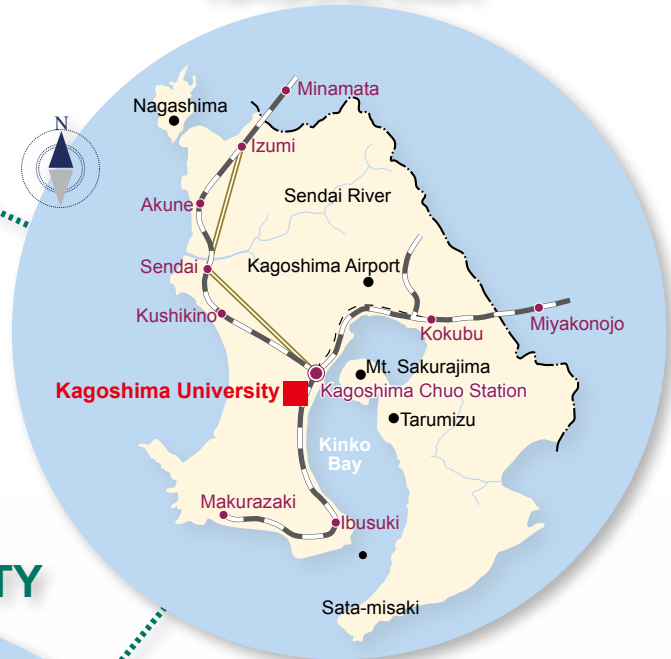 Minamata
Nagashima
N
Izumi
Sendai River
Akune
Sendai
Kagoshima Airport
Kushikino
Kokubu
Miyakonojo
Mt. Sakurajima
Kagoshima University
Kagoshima Chuo Station
Tarumizu
Kinko
Bay
Makurazaki
Ibusuki
TY
Sata-misaki